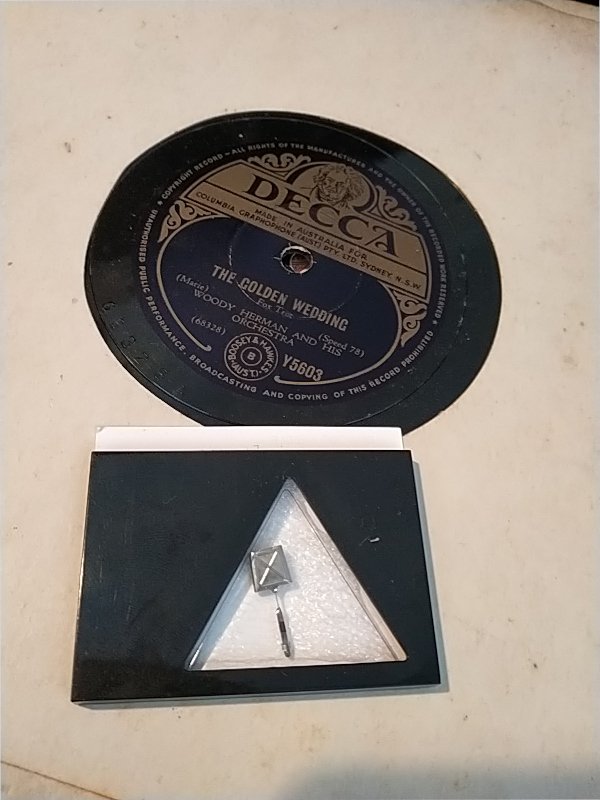 COPYRIGHT RECORD — ALL RIGHTS OF THE MANUFACTURER AND THE OWNER OF THE RECORDED WORK RESERVED
UNAUTHORISED PUBLIC PERFORMANCE, BROADCASTING AND COPYING OF THIS RECORD PROHIBITED
DECCA
MADE IN AUSTRALIA FOR
COLUMBIA GRAPHOPHONE (AUST.) PTY. LTD. SYDNEY N.S.W.
THE GOLDEN WEDDING
(Marie)
Fox Trot
(Speed 78)
WOODY HERMAN AND HIS
ORCHESTRA
(68328)
BOOSEY & HAWKES
B
(AUST.)
Y5603